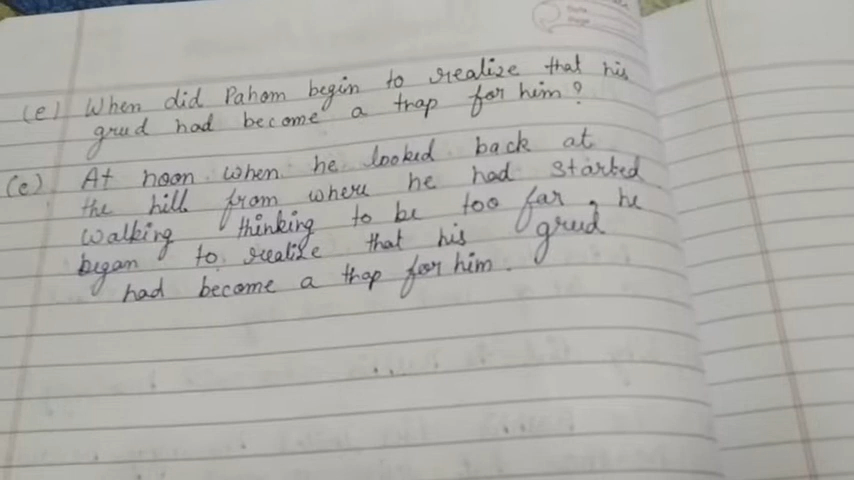 (e) When did Pahom begin to realize that his
greed had become a trap for him?
(e) At noon when he looked back at
the hill from where he had started
walking thinking to be too far, he
began to realize that his greed
had become a trap for him.